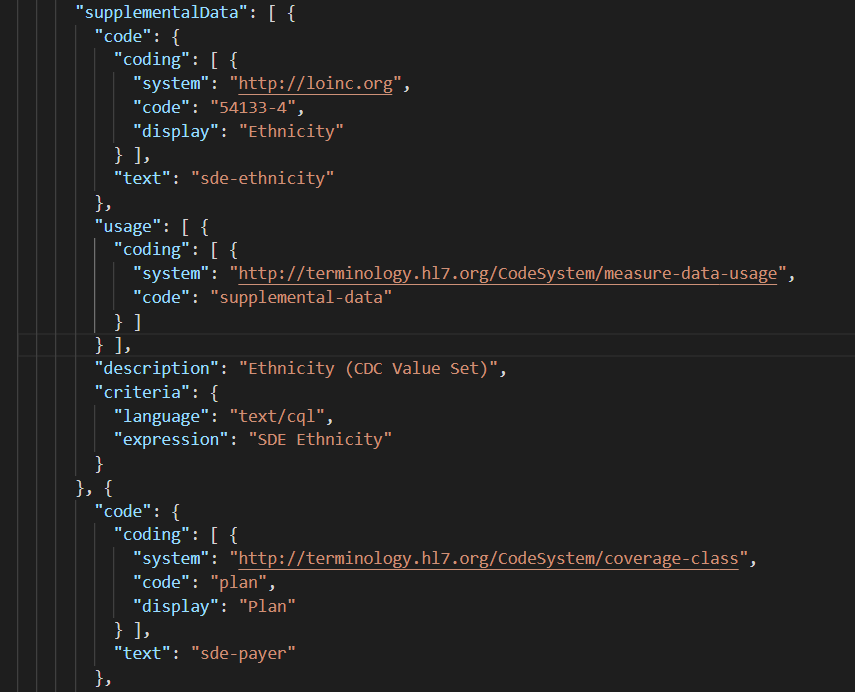 "supplementalData": [ {
"code": {
"coding": [ {
"system": "http://loinc.org",
"code": "54133-4",
"display": "Ethnicity"
} ],
"text": "sde-ethnicity"
},
"usage": [ {
"coding": [ {
"system": "http://terminology.hl7.org/CodeSystem/measure-data-usage",
"code": "supplemental-data"
} ]
} ],
"description": "Ethnicity (CDC Value Set)",
"criteria": {
"language": "text/cql",
"expression": "SDE Ethnicity"
}
}, {
"code": {
"coding": [ {
"system": "http://terminology.hl7.org/CodeSystem/coverage-class",
"code": "plan",
"display": "Plan"
} ],
"text": "sde-payer"
},